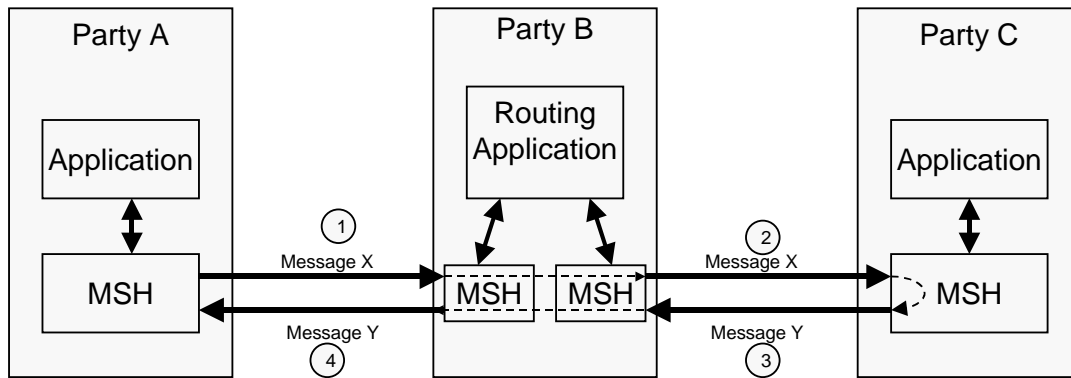 Party A
Party B
Party C
Routing
Application
Application
Application
1
2
Message X
Message X
MSH
MSH
MSH
MSH
Message Y
Message Y
4
3